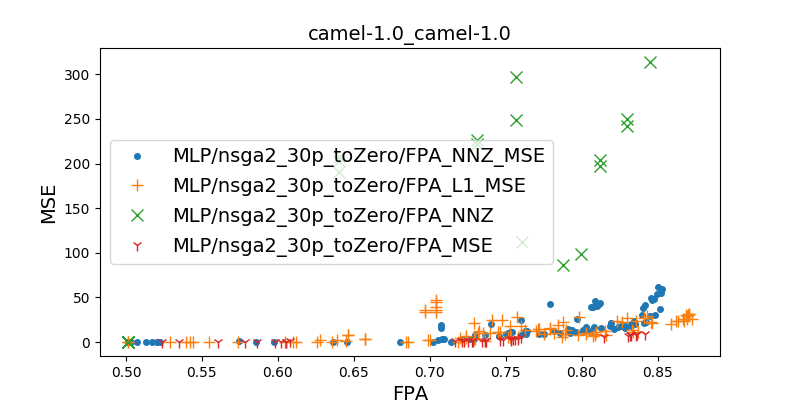 camel-1.0_camel-1.0
MSE
300
250
200
150
100
50
0
MLP/nsga2_30p_toZero/FPA_NNZ_MSE
MLP/nsga2_30p_toZero/FPA_L1_MSE
MLP/nsga2_30p_toZero/FPA_NNZ
MLP/nsga2_30p_toZero/FPA_MSE
0.50 0.55 0.60 0.65 0.70 0.75 0.80 0.85
FPA